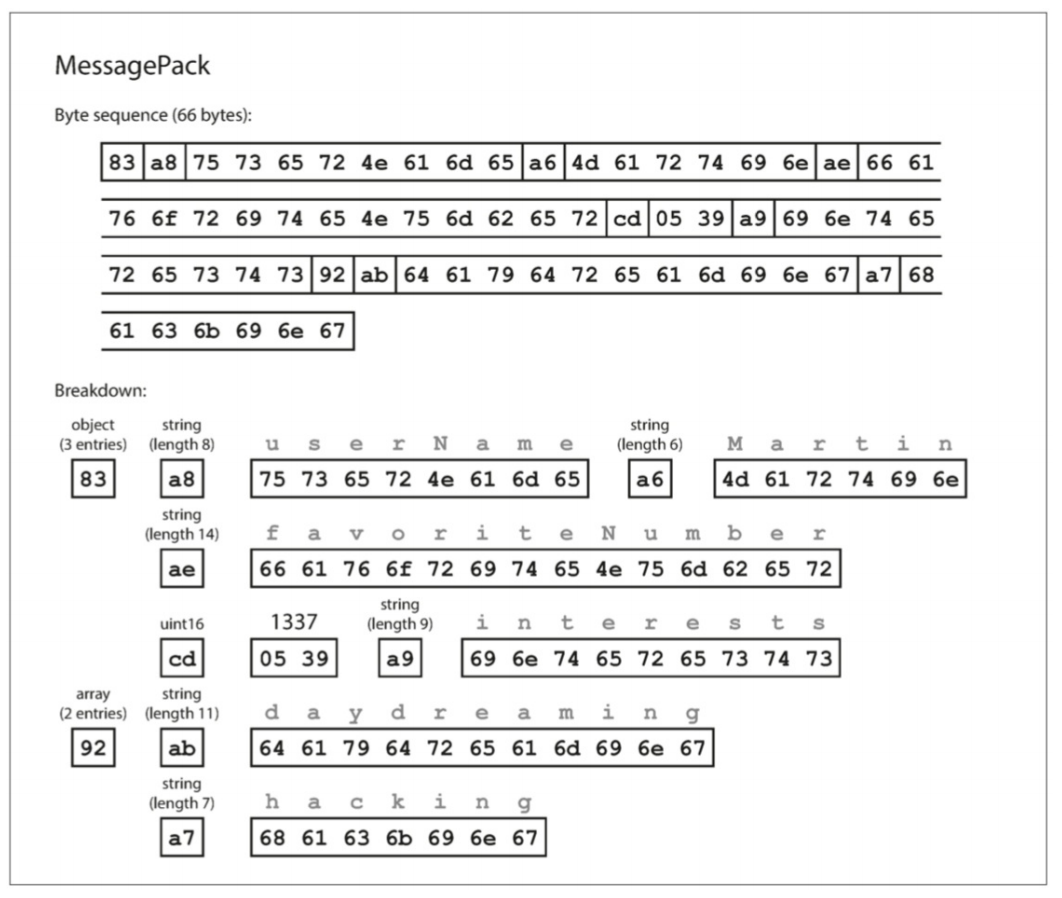 MessagePack
Byte sequence (66 bytes):
83 a8 75 73 65 72 4e 61 6d 65 a6 4d 61 72 74 69 6e ae 66 61
76 6f 72 69 74 65 4e 75 6d 62 65 72 cd 05 39 a9 69 6e 74 65
72 65 73 74 73 92 ab 64 61 79 64 72 65 61 6d 69 6e 67 a7 68
61 63 6b 69 6e 67
Breakdown:
object string string
(3 entries) (length 8) u s e r N a m e (length 6) M a r t i n
83 a8 75 73 65 72 4e 61 6d 65 a6 4d 61 72 74 69 6e
string
(length 14) f a v o r i t e N u m b e r
ae 66 61 76 6f 72 69 74 65 4e 75 6d 62 65 72
string
uint16 1337 (length 9) i n t e r e s t s
cd 05 39 a9 69 6e 74 65 72 65 73 74 73
array string
(2 entries) (length 11) d a y d r e a m i n g
92 ab 64 61 79 64 72 65 61 6d 69 6e 67
string
(length 7) h a c k i n g
a7 68 61 63 6b 69 6e 67